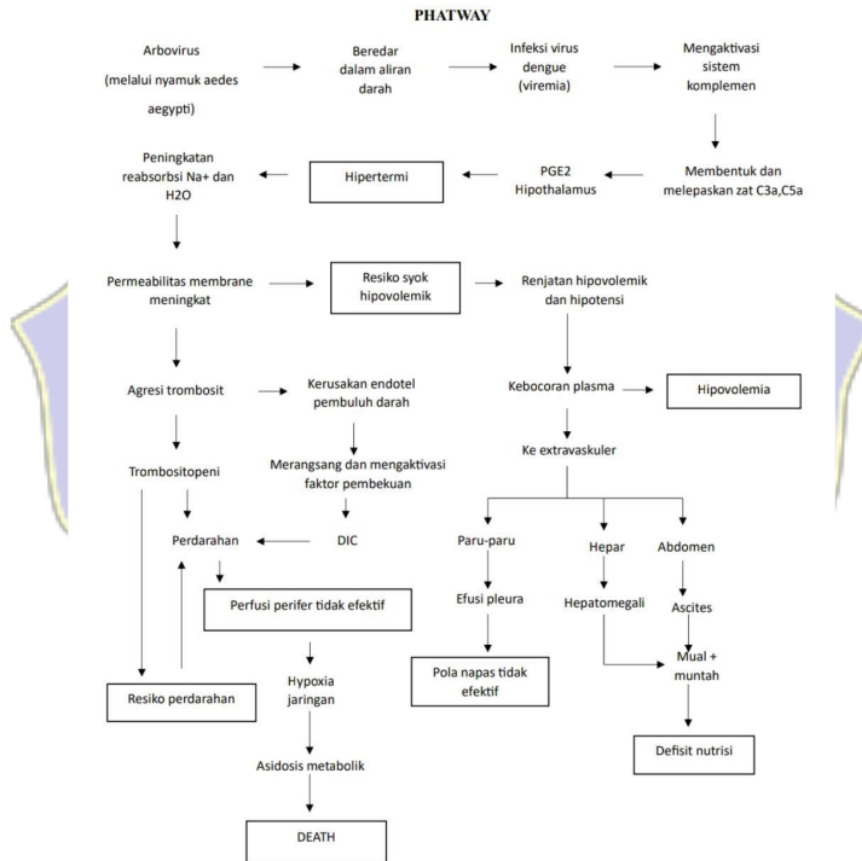 PHATWAY
Arbovirus
(melalui nyamuk aedes
aegypti)
Beredar
dalam aliran
darah
Infeksi virus
dengue
(viremia)
Mengaktivasi
sistem
komplemen
Peningkatan
reabsorbsi Na+ dan
H2O
Hipertermi
PGE2
Hipothalamus
Membentuk dan
melepaskan zat C3a,C5a
Permeabilitas membrane
meningkat
Resiko syok
hipovolemik
Renjatan hipovolemik
dan hipotensi
Agresi trombosit
Kerusakan endotel
pembuluh darah
Kebocoran plasma
Hipovolemia
Trombositopeni
Merangsang dan mengaktivasi
faktor pembekuan
Ke extravaskuler
Perdarahan
DIC
Paru-paru
Hepar
Abdomen
Perfusi perifer tidak efektif
Efusi pleura
Hepatomegali
Ascites
Resiko perdarahan
Hypoxia
jaringan
Pola napas tidak
efektif
Mual +
muntah
Asidosis metabolik
Defisit nutrisi
DEATH